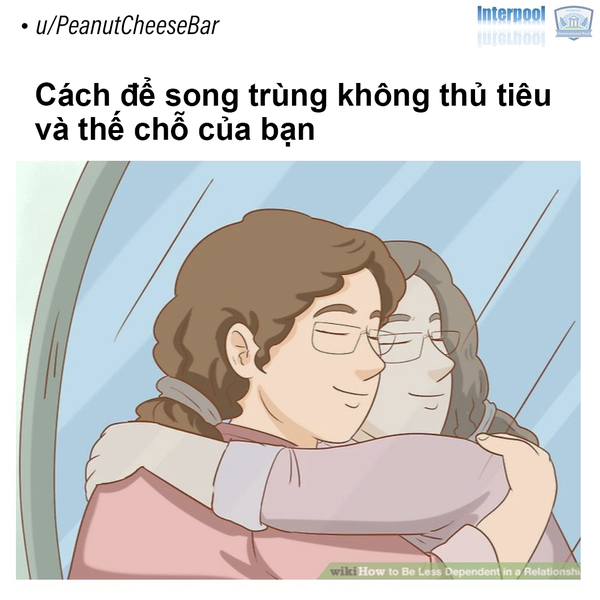 • u/PeanutCheeseBar
Interpool
Cách để song trùng không thủ tiêu
và thế chỗ của bạn
wiki How to Be Less Dependent in a Relationshi